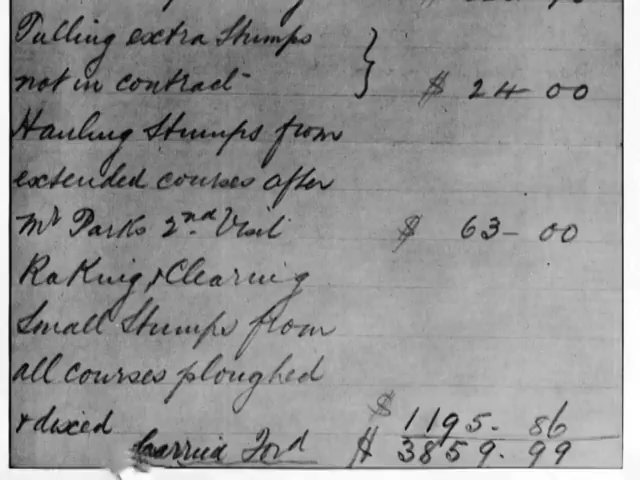 Pulling extra Stumps
not in contract $ 24 00
Hauling Stumps from
extended courses after
Mr Parks 2nd Visit $ 63- 00
Raking & Clearing
Small Stumps from
all courses ploughed
& disced $ 1195. 86
Carried Ford $ 3859. 99